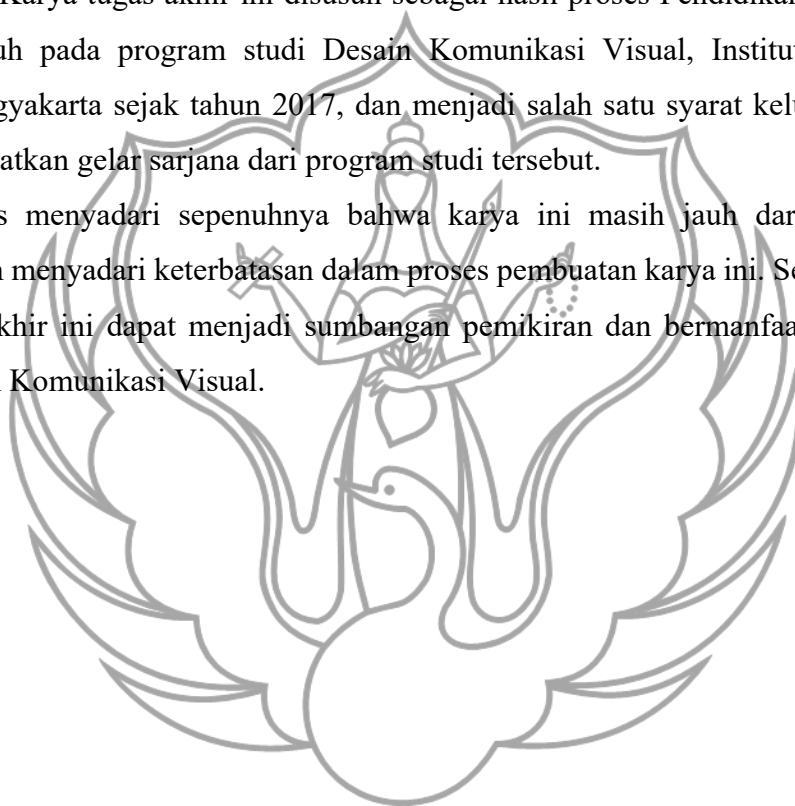 Karya tugas akhir ini disusun sebagai hasil proses Pendidikan
uh pada program studi Desain Komunikasi Visual, Institu
gyakarta sejak tahun 2017, dan menjadi salah satu syarat kel
atkan gelar sarjana dari program studi tersebut.
s menyadari sepenuhnya bahwa karya ini masih jauh dar
menyadari keterbatasan dalam proses pembuatan karya ini. Se
khir ini dapat menjadi sumbangan pemikiran dan bermanfaa
Komunikasi Visual.